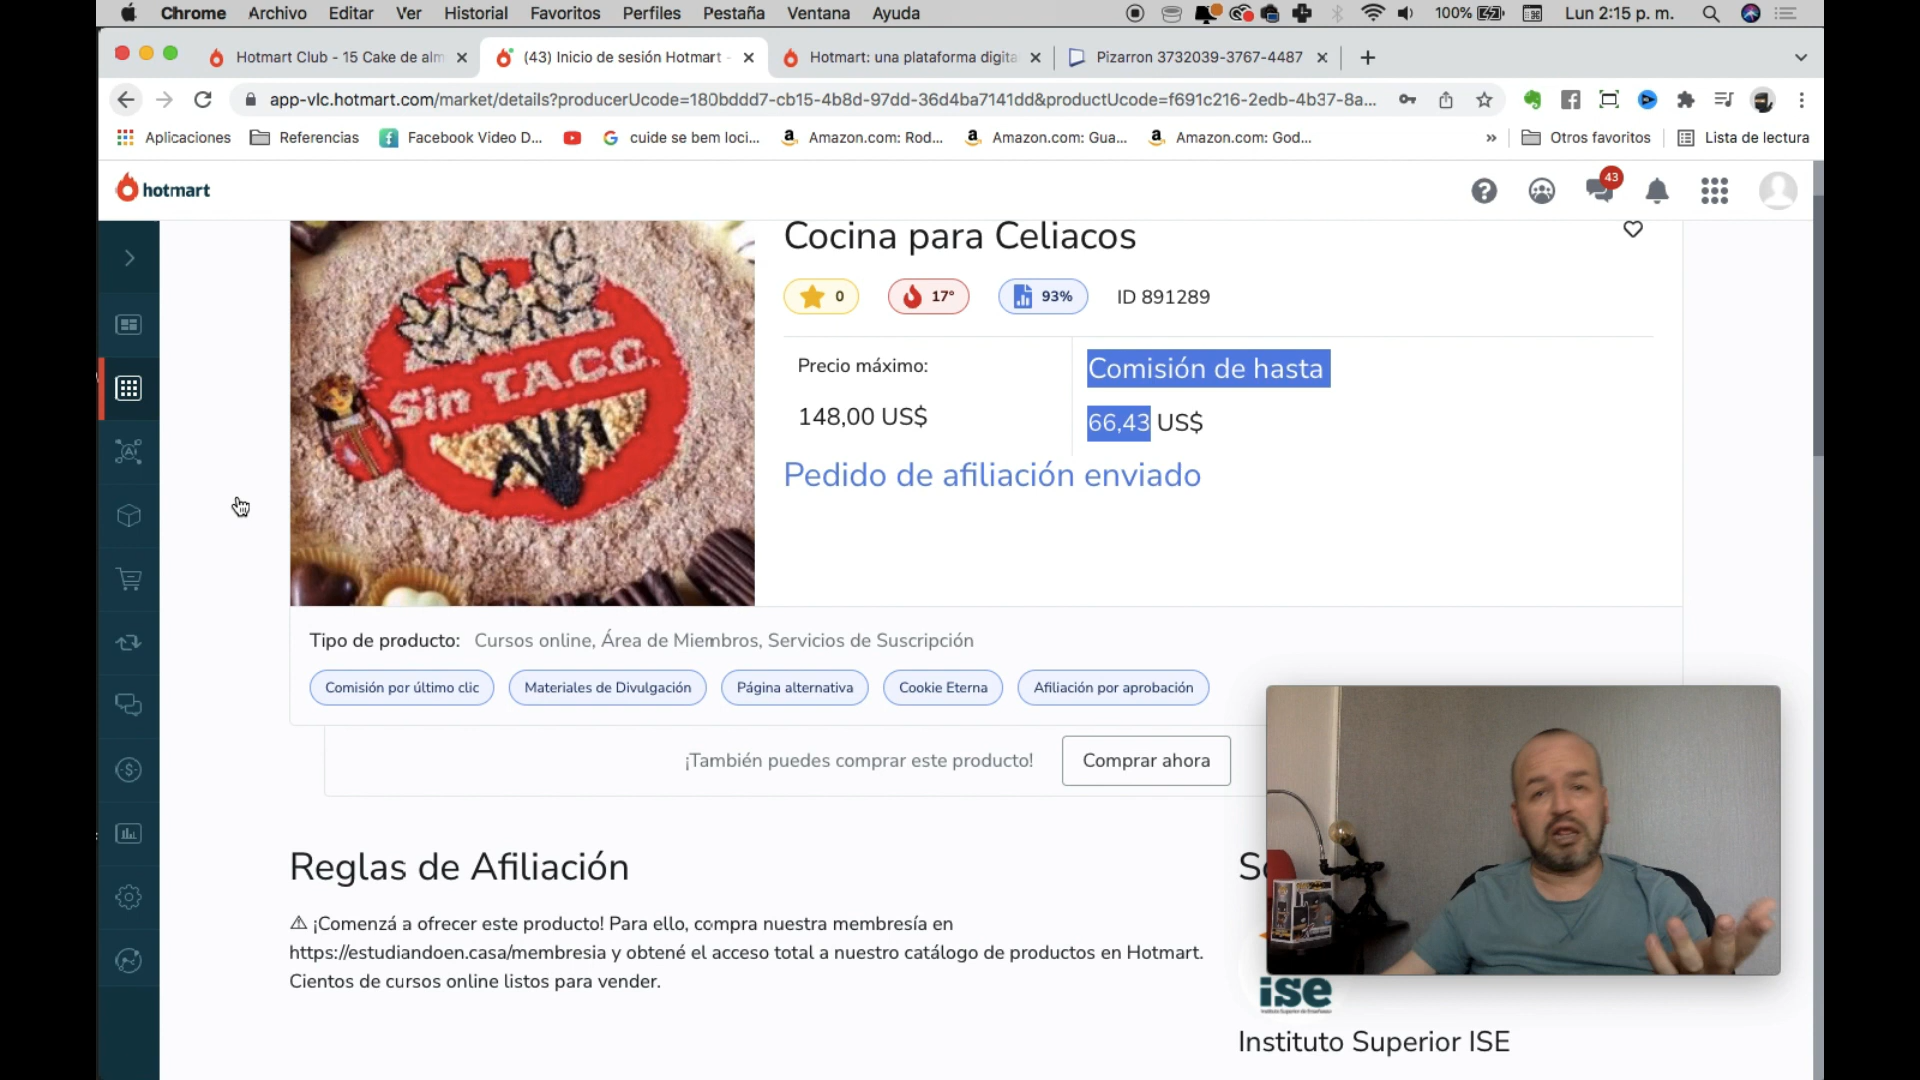 Chrome Archivo Editar Ver Historial Favoritos Perfiles Pestaña Ventana Ayuda 100% Lun 2:15 p. m.
Hotmart Club - 15 Cake de alm (43) Inicio de sesión Hotmart - Hotmart: una plataforma digita Pizarron 3732039-3767-4487
app-vlc.hotmart.com/market/details?producerUcode=180bddd7-cb15-4b8d-97dd-36d4ba7141dd&productUcode=f691c216-2edb-4b37-8a...
Aplicaciones Referencias Facebook Video D... cuide se bem loci... Amazon.com: Rod... Amazon.com: Gua... Amazon.com: God... » Otros favoritos Lista de lectura
hotmart 43
Cocina para Celiacos
0 17° 93% ID 891289
Precio máximo: Comisión de hasta
148,00 US$ 66,43 US$
Pedido de afiliación enviado
Sin T.A.C.C.
Tipo de producto: Cursos online, Área de Miembros, Servicios de Suscripción
Comisión por último clic Materiales de Divulgación Página alternativa Cookie Eterna Afiliación por aprobación
¡También puedes comprar este producto! Comprar ahora
Reglas de Afiliación
⚠ ¡Comenzá a ofrecer este producto! Para ello, compra nuestra membresía en
https://estudiandoen.casa/membresia y obtené el acceso total a nuestro catálogo de productos en Hotmart.
Cientos de cursos online listos para vender.
ise
Instituto Superior ISE